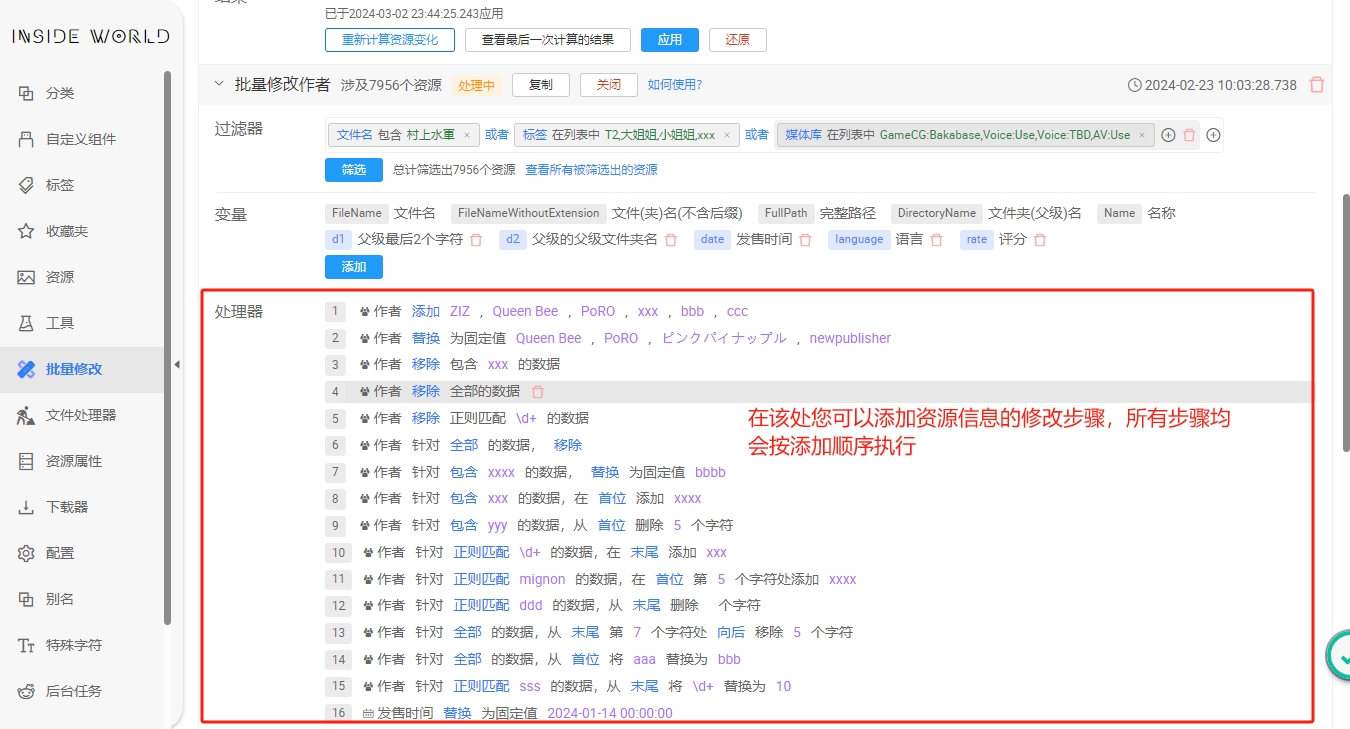 已于2024-03-02 23:44:25.243应用
重新计算资源变化 查看最后一次计算的结果 应用 还原
INSIDE WORLD
分类
自定义组件
标签
收藏夹
资源
工具
批量修改
文件处理器
资源属性
下载器
配置
别名
特殊字符
后台任务
批量修改作者 涉及7956个资源 处理中 复制 关闭 如何使用? 2024-02-23 10:03:28.738
过滤器 文件名 包含 村上水軍 × 或者 标签 在列表中 T2,大姐姐,小姐姐,xxx × 或者 媒体库 在列表中 GameCG:Bakabase,Voice:Use,Voice:TBD,AV:Use ×
筛选 总计筛选出7956个资源 查看所有被筛选出的资源
变量 FileName 文件名 FileNameWithoutExtension 文件(夹)名(不含后缀) FullPath 完整路径 DirectoryName 文件夹(父级)名 Name 名称
d1 父级最后2个字符 d2 父级的父级文件夹名 date 发售时间 language 语言 rate 评分
添加
处理器 1 作者 添加 ZIZ , Queen Bee , PoRO , xxx , bbb , ccc
2 作者 替换 为固定值 Queen Bee , PoRO , ピンクパイナップル , newpublisher
3 作者 移除 包含 xxx 的数据
4 作者 移除 全部的数据
5 作者 移除 正则匹配 \d+ 的数据
6 作者 针对 全部 的数据, 移除
7 作者 针对 包含 xxxx 的数据, 替换 为固定值 bbbb
8 作者 针对 包含 xxx 的数据,在 首位 添加 xxxx
9 作者 针对 包含 yyy 的数据,从 首位 删除 5 个字符
10 作者 针对 正则匹配 \d+ 的数据,在 末尾 添加 xxx
11 作者 针对 正则匹配 mignon 的数据,在 首位 第 5 个字符处添加 xxxx
12 作者 针对 正则匹配 ddd 的数据,从 末尾 删除 个字符
13 作者 针对 全部 的数据,从 末尾 第 7 个字符处 向后 移除 5 个字符
14 作者 针对 全部 的数据,从 首位 将 aaa 替换为 bbb
15 作者 针对 正则匹配 sss 的数据,从 末尾 将 \d+ 替换为 10
16 发售时间 替换 为固定值 2024-01-14 00:00:00
在该处您可以添加资源信息的修改步骤，所有步骤均
会按添加顺序执行